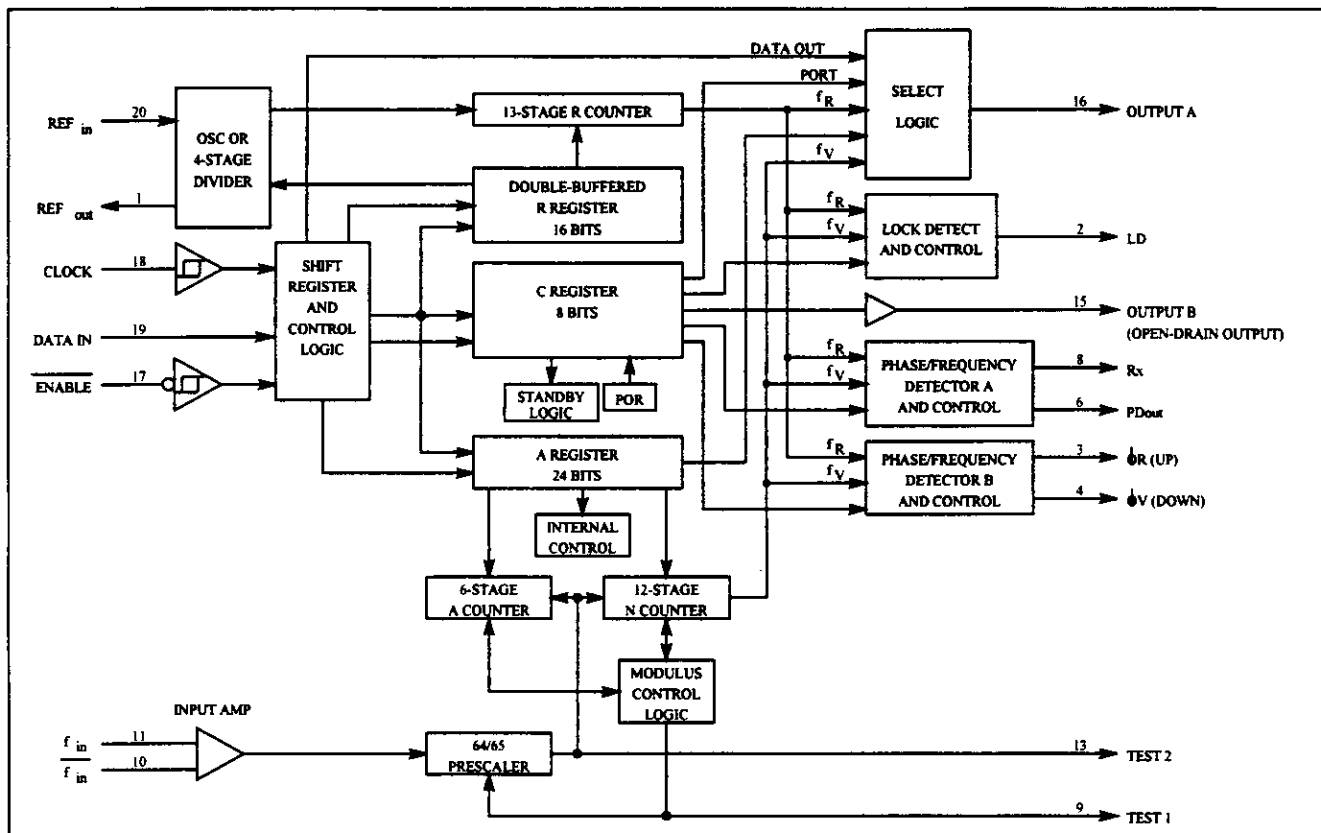 DATA OUT
PORT
fR
fV
SELECT
LOGIC
16
OUTPUT A
REF in
20
OSC OR
4-STAGE
DIVIDER
13-STAGE R COUNTER
REF out
1
DOUBLE-BUFFERED
R REGISTER
16 BITS
fR
fV
LOCK DETECT
AND CONTROL
2
LD
CLOCK
18
SHIFT
REGISTER
AND
CONTROL
LOGIC
C REGISTER
8 BITS
15
OUTPUT B
(OPEN-DRAIN OUTPUT)
DATA IN
19
ENABLE
17
STANDBY
LOGIC
POR
fR
fV
PHASE/FREQUENCY
DETECTOR A
AND CONTROL
8
Rx
6
PDout
A REGISTER
24 BITS
fR
fV
PHASE/FREQUENCY
DETECTOR B
AND CONTROL
3
ϕR (UP)
4
ϕV (DOWN)
INTERNAL
CONTROL
6-STAGE
A COUNTER
12-STAGE
N COUNTER
MODULUS
CONTROL
LOGIC
INPUT AMP
f in
11
f in
10
64/65
PRESCALER
13
TEST 2
9
TEST 1